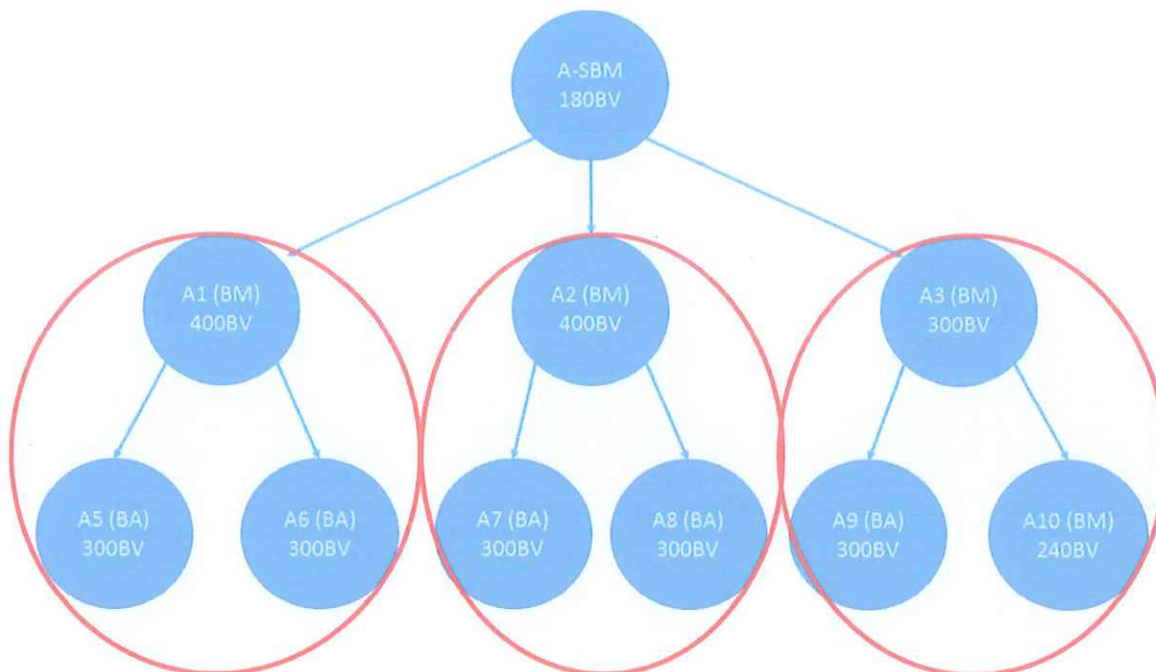 A-SBM
180BV
A1 (BM)
400BV
A2 (BM)
400BV
A3 (BM)
300BV
A5 (BA)
300BV
A6 (BA)
300BV
A7 (BA)
300BV
A8 (BA)
300BV
A9 (BA)
300BV
A10 (BM)
240BV